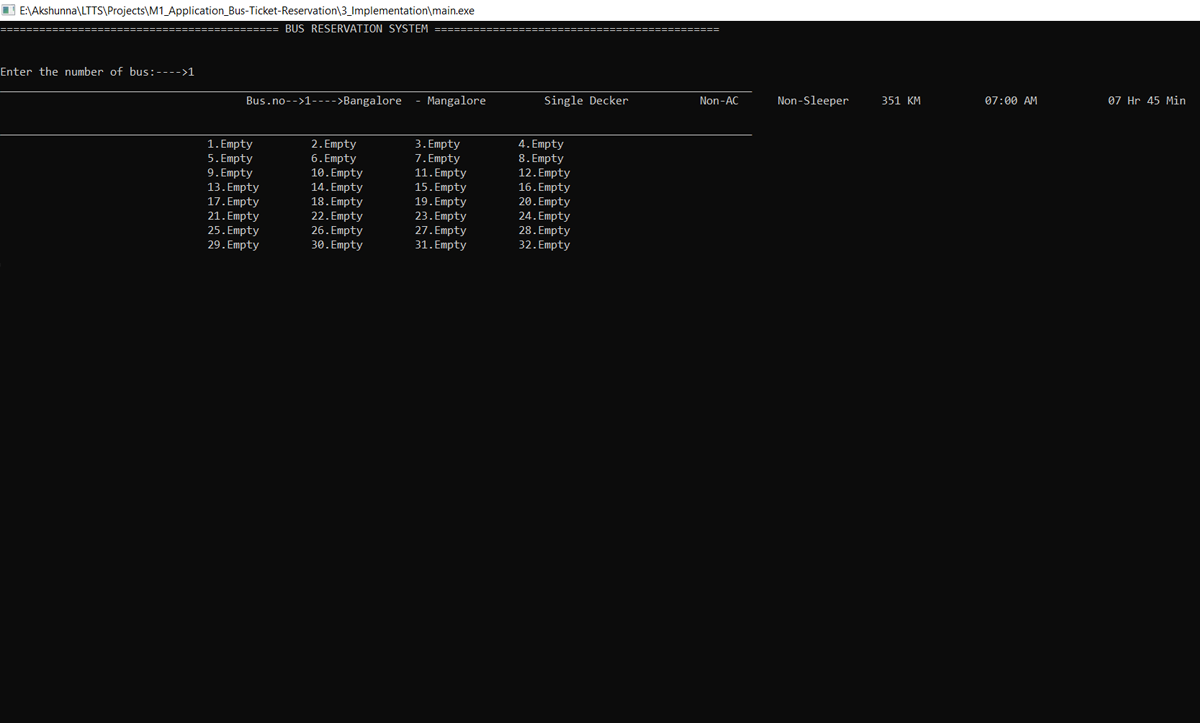 E:\Akshunna\LTTS\Projects\M1_Application_Bus-Ticket-Reservation\3_Implementation\main.exe
=========================================== BUS RESERVATION SYSTEM ============================================
Enter the number of bus:---->1
Bus.no-->1---->Bangalore - Mangalore Single Decker Non-AC Non-Sleeper 351 KM 07:00 AM 07 Hr 45 Min
1.Empty 2.Empty 3.Empty 4.Empty
5.Empty 6.Empty 7.Empty 8.Empty
9.Empty 10.Empty 11.Empty 12.Empty
13.Empty 14.Empty 15.Empty 16.Empty
17.Empty 18.Empty 19.Empty 20.Empty
21.Empty 22.Empty 23.Empty 24.Empty
25.Empty 26.Empty 27.Empty 28.Empty
29.Empty 30.Empty 31.Empty 32.Empty